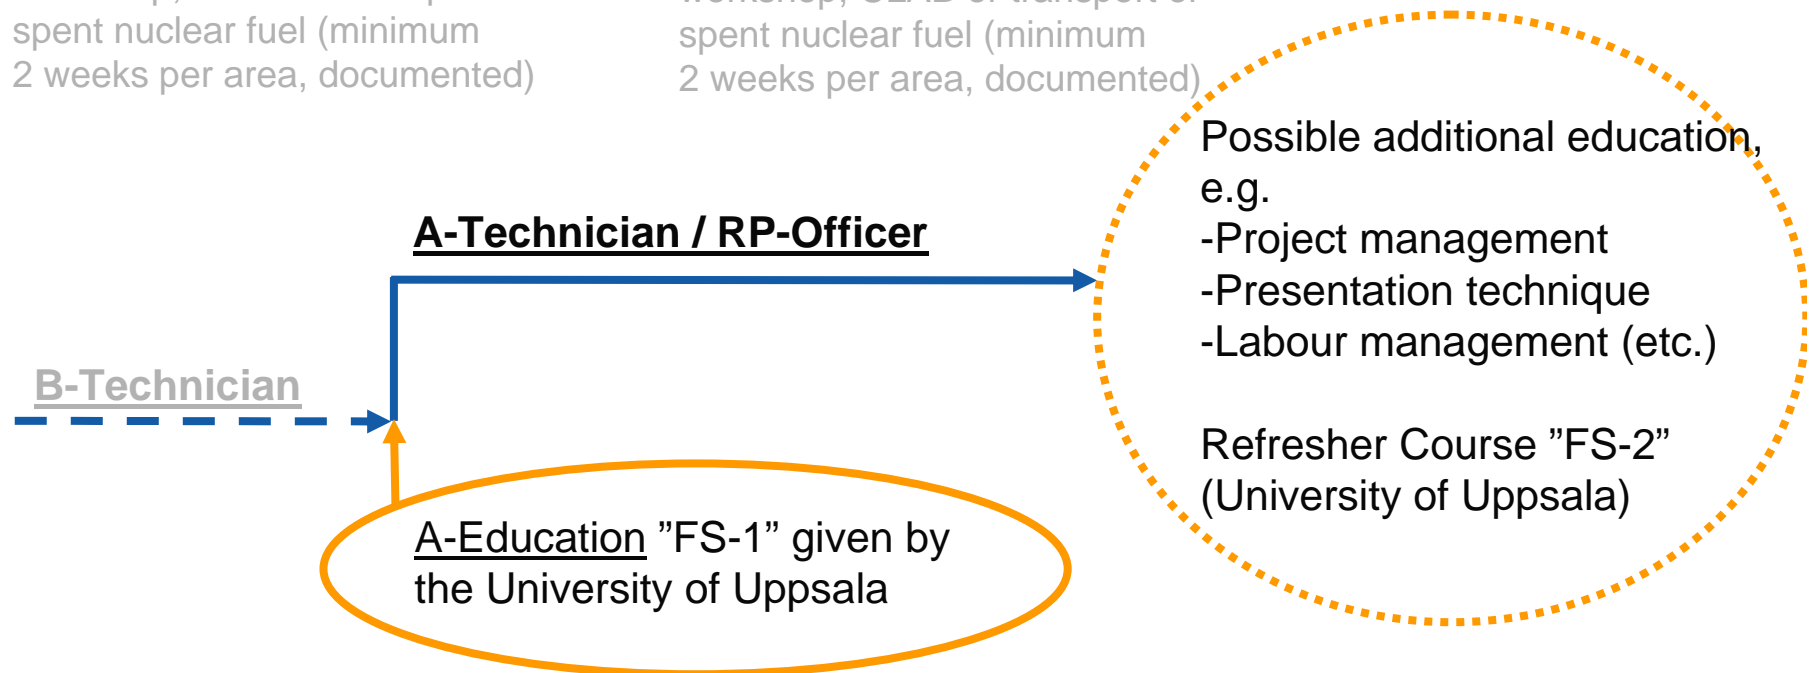 spent nuclear fuel (minimum
2 weeks per area, documented)
spent nuclear fuel (minimum
2 weeks per area, documented)
A-Technician / RP-Officer
B-Technician
A-Education ”FS-1” given by
the University of Uppsala
Possible additional education,
e.g.
-Project management
-Presentation technique
-Labour management (etc.)
Refresher Course ”FS-2”
(University of Uppsala)